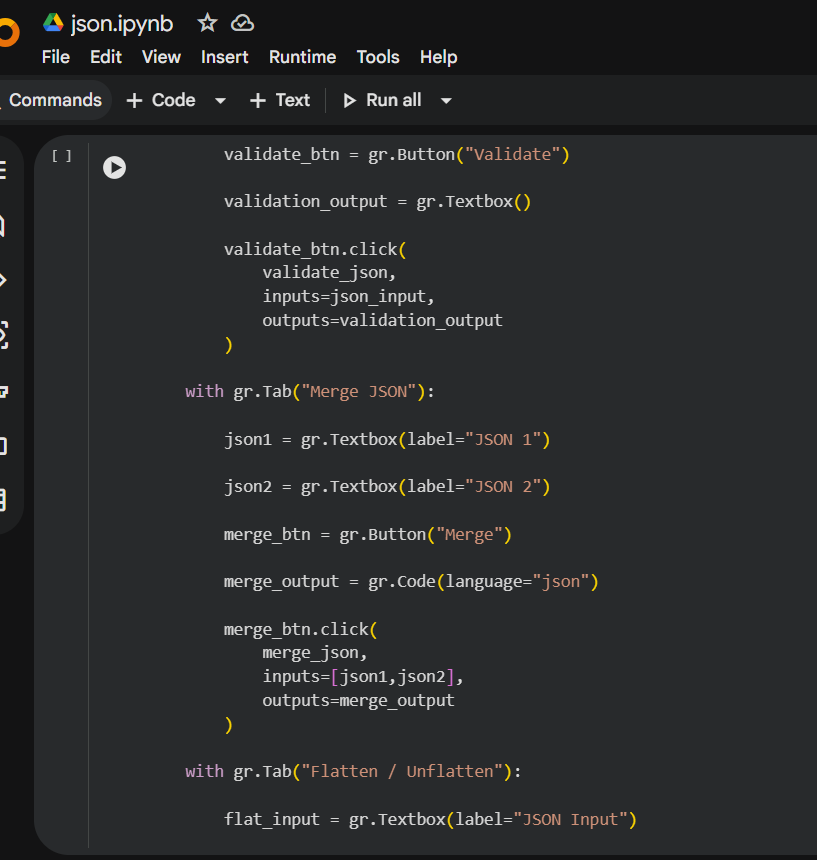 json.ipynb
File Edit View Insert Runtime Tools Help
Commands + Code + Text Run all
[ ]
validate_btn = gr.Button("Validate")
validation_output = gr.Textbox()
validate_btn.click(
validate_json,
inputs=json_input,
outputs=validation_output
)
with gr.Tab("Merge JSON"):
json1 = gr.Textbox(label="JSON 1")
json2 = gr.Textbox(label="JSON 2")
merge_btn = gr.Button("Merge")
merge_output = gr.Code(language="json")
merge_btn.click(
merge_json,
inputs=[json1,json2],
outputs=merge_output
)
with gr.Tab("Flatten / Unflatten"):
flat_input = gr.Textbox(label="JSON Input")